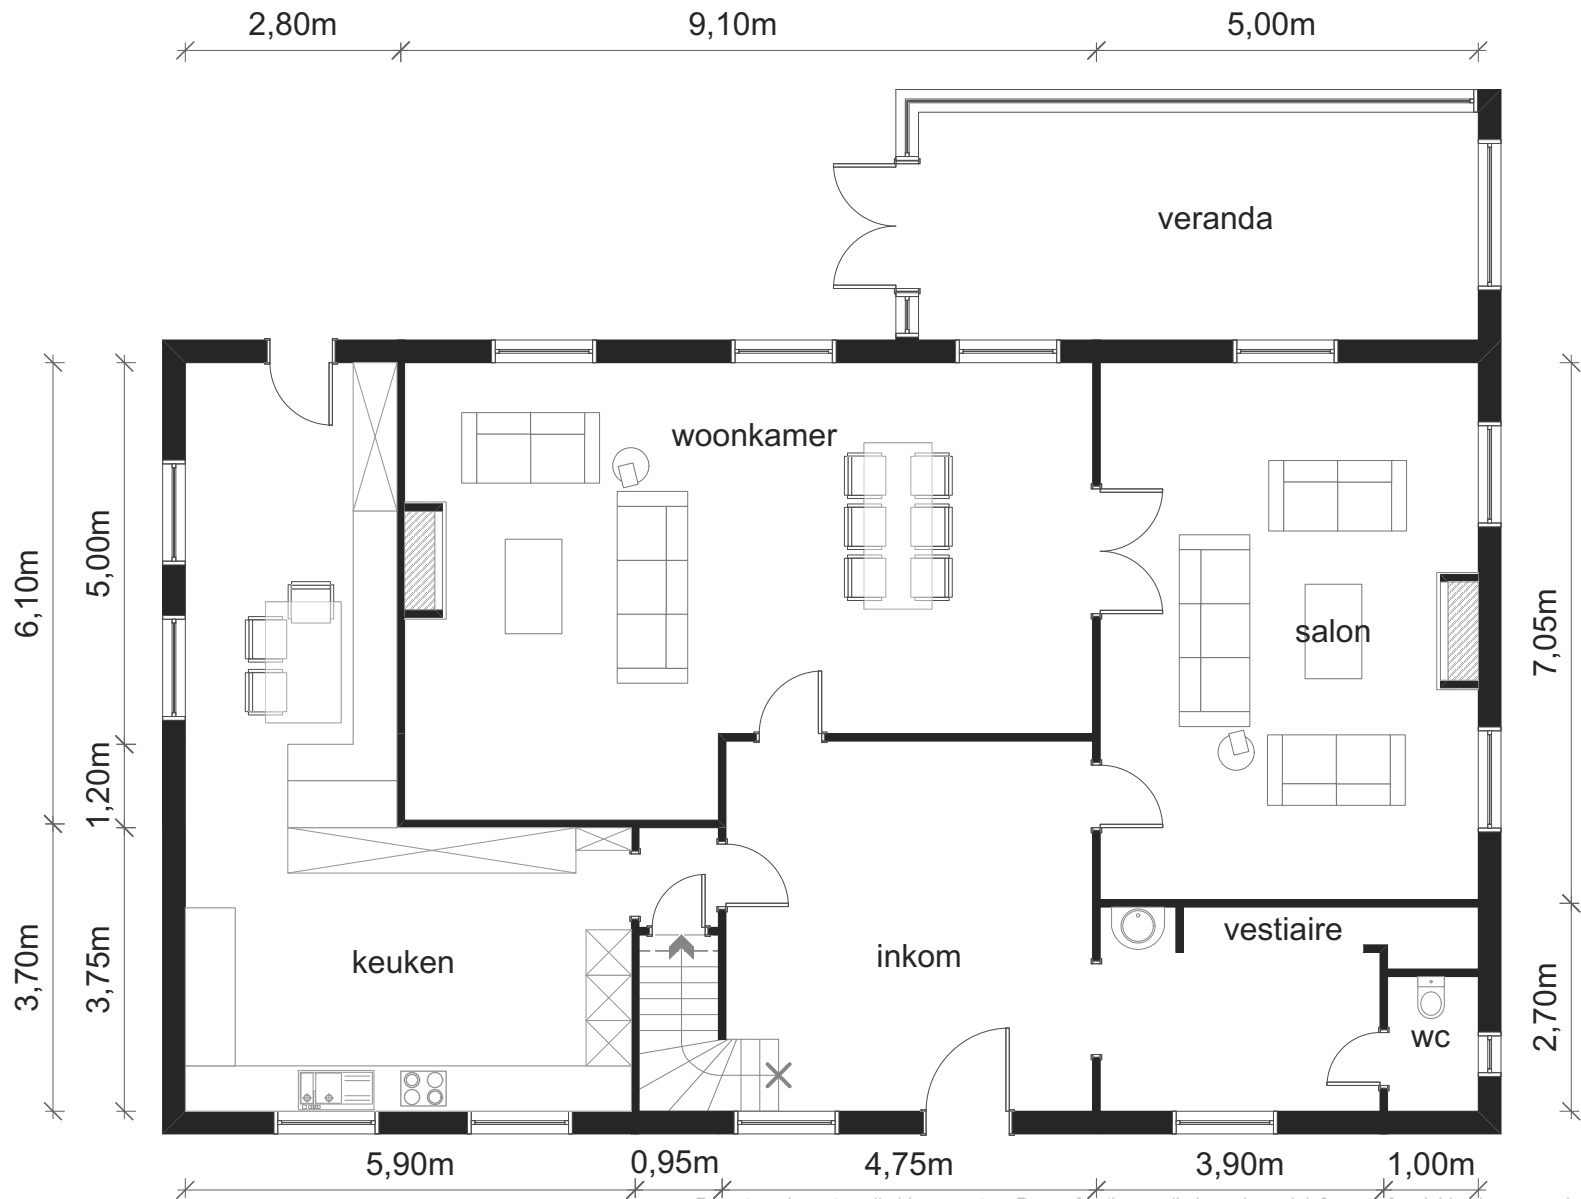 2,80m 9,10m 5,00m
veranda
woonkamer
6,10m
5,00m
7,05m
salon
1,20m
3,70m
3,75m
keuken
inkom
vestiaire
wc
2,70m
5,90m 0,95m 4,75m 3,90m 1,00m